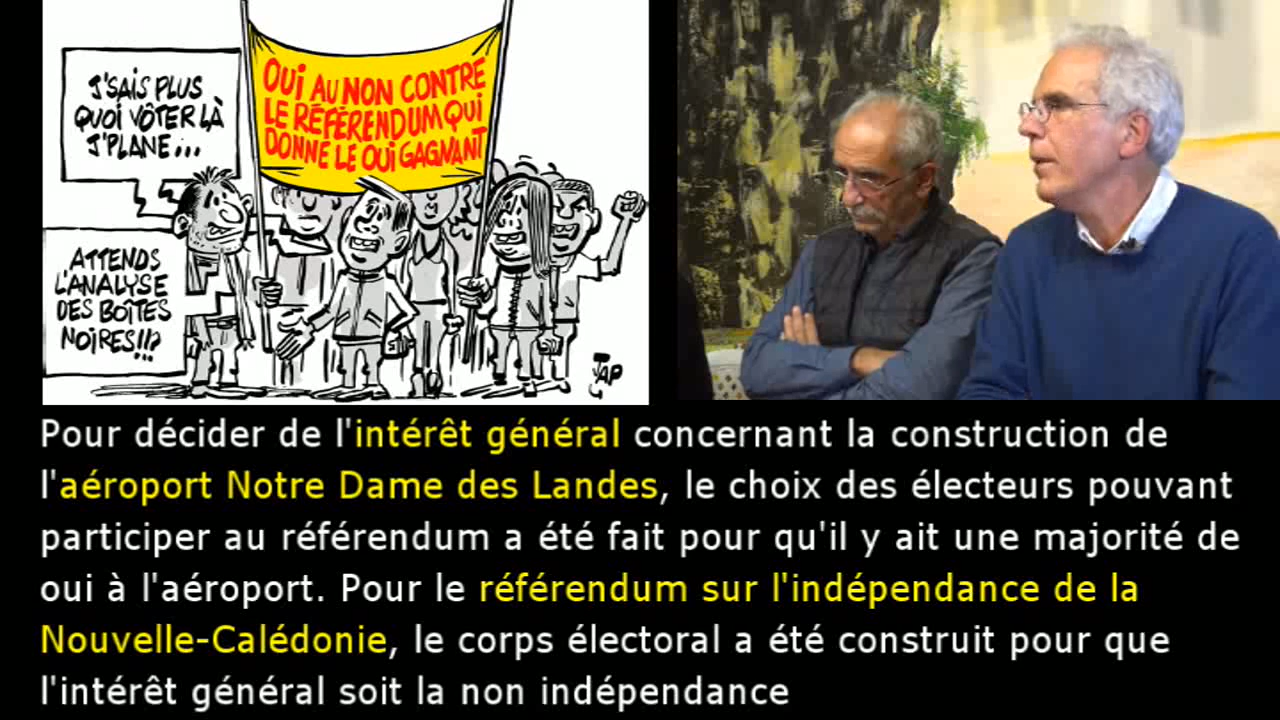 J'SAIS PLUS
QUOI VÔTER LÀ
J'PLANE...
OUI AU NON CONTRE
LE RÉFÉRENDUM QUI
DONNE LE OUI GAGNANT
ATTENDS
L'ANALYSE
DES BOÎTES
NOIRES!!?
JAP
Pour décider de l'intérêt général concernant la construction de
l'aéroport Notre Dame des Landes, le choix des électeurs pouvant
participer au référendum a été fait pour qu'il y ait une majorité de
oui à l'aéroport. Pour le référendum sur l'indépendance de la
Nouvelle-Calédonie, le corps électoral a été construit pour que
l'intérêt général soit la non indépendance